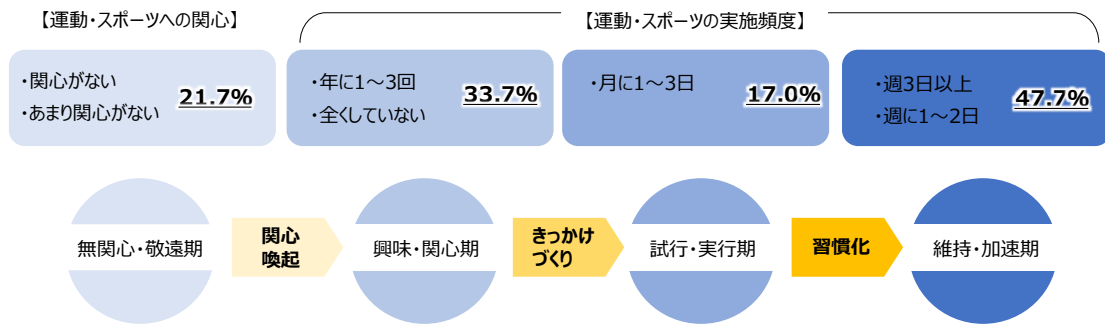 【運動・スポーツへの関心】
【運動・スポーツの実施頻度】
・関心がない
・あまり関心がない
21.7%
・年に1～3回
・全くしていない
33.7%
・月に1～3日
17.0%
・週3日以上
・週に1～2日
47.7%
無関心・敬遠期
関心
喚起
興味・関心期
きっかけ
づくり
試行・実行期
習慣化
維持・加速期